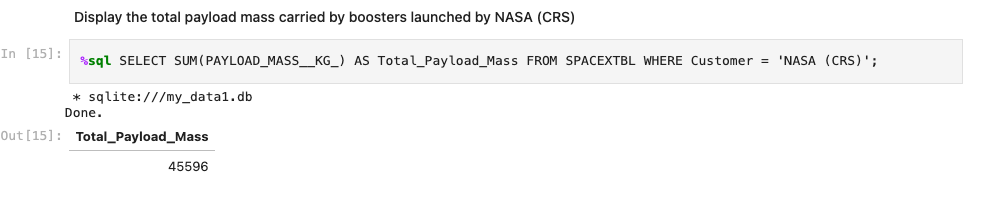 Display the total payload mass carried by boosters launched by NASA (CRS)
In [15]: %sql SELECT SUM(PAYLOAD_MASS__KG_) AS Total_Payload_Mass FROM SPACEXTBL WHERE Customer = 'NASA (CRS)';
* sqlite:///my_data1.db
Done.
Out[15]: Total_Payload_Mass
45596